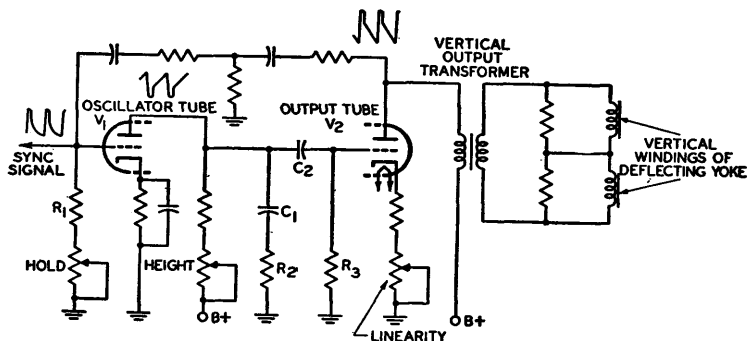 VERTICAL
OUTPUT
TRANSFORMER
OSCILLATOR TUBE
V1
OUTPUT TUBE
V2
SYNC
SIGNAL
VERTICAL
WINDINGS OF
DEFLECTING YOKE
C2
R1
C1
HOLD
HEIGHT
R2
R3
B+
LINEARITY
B+